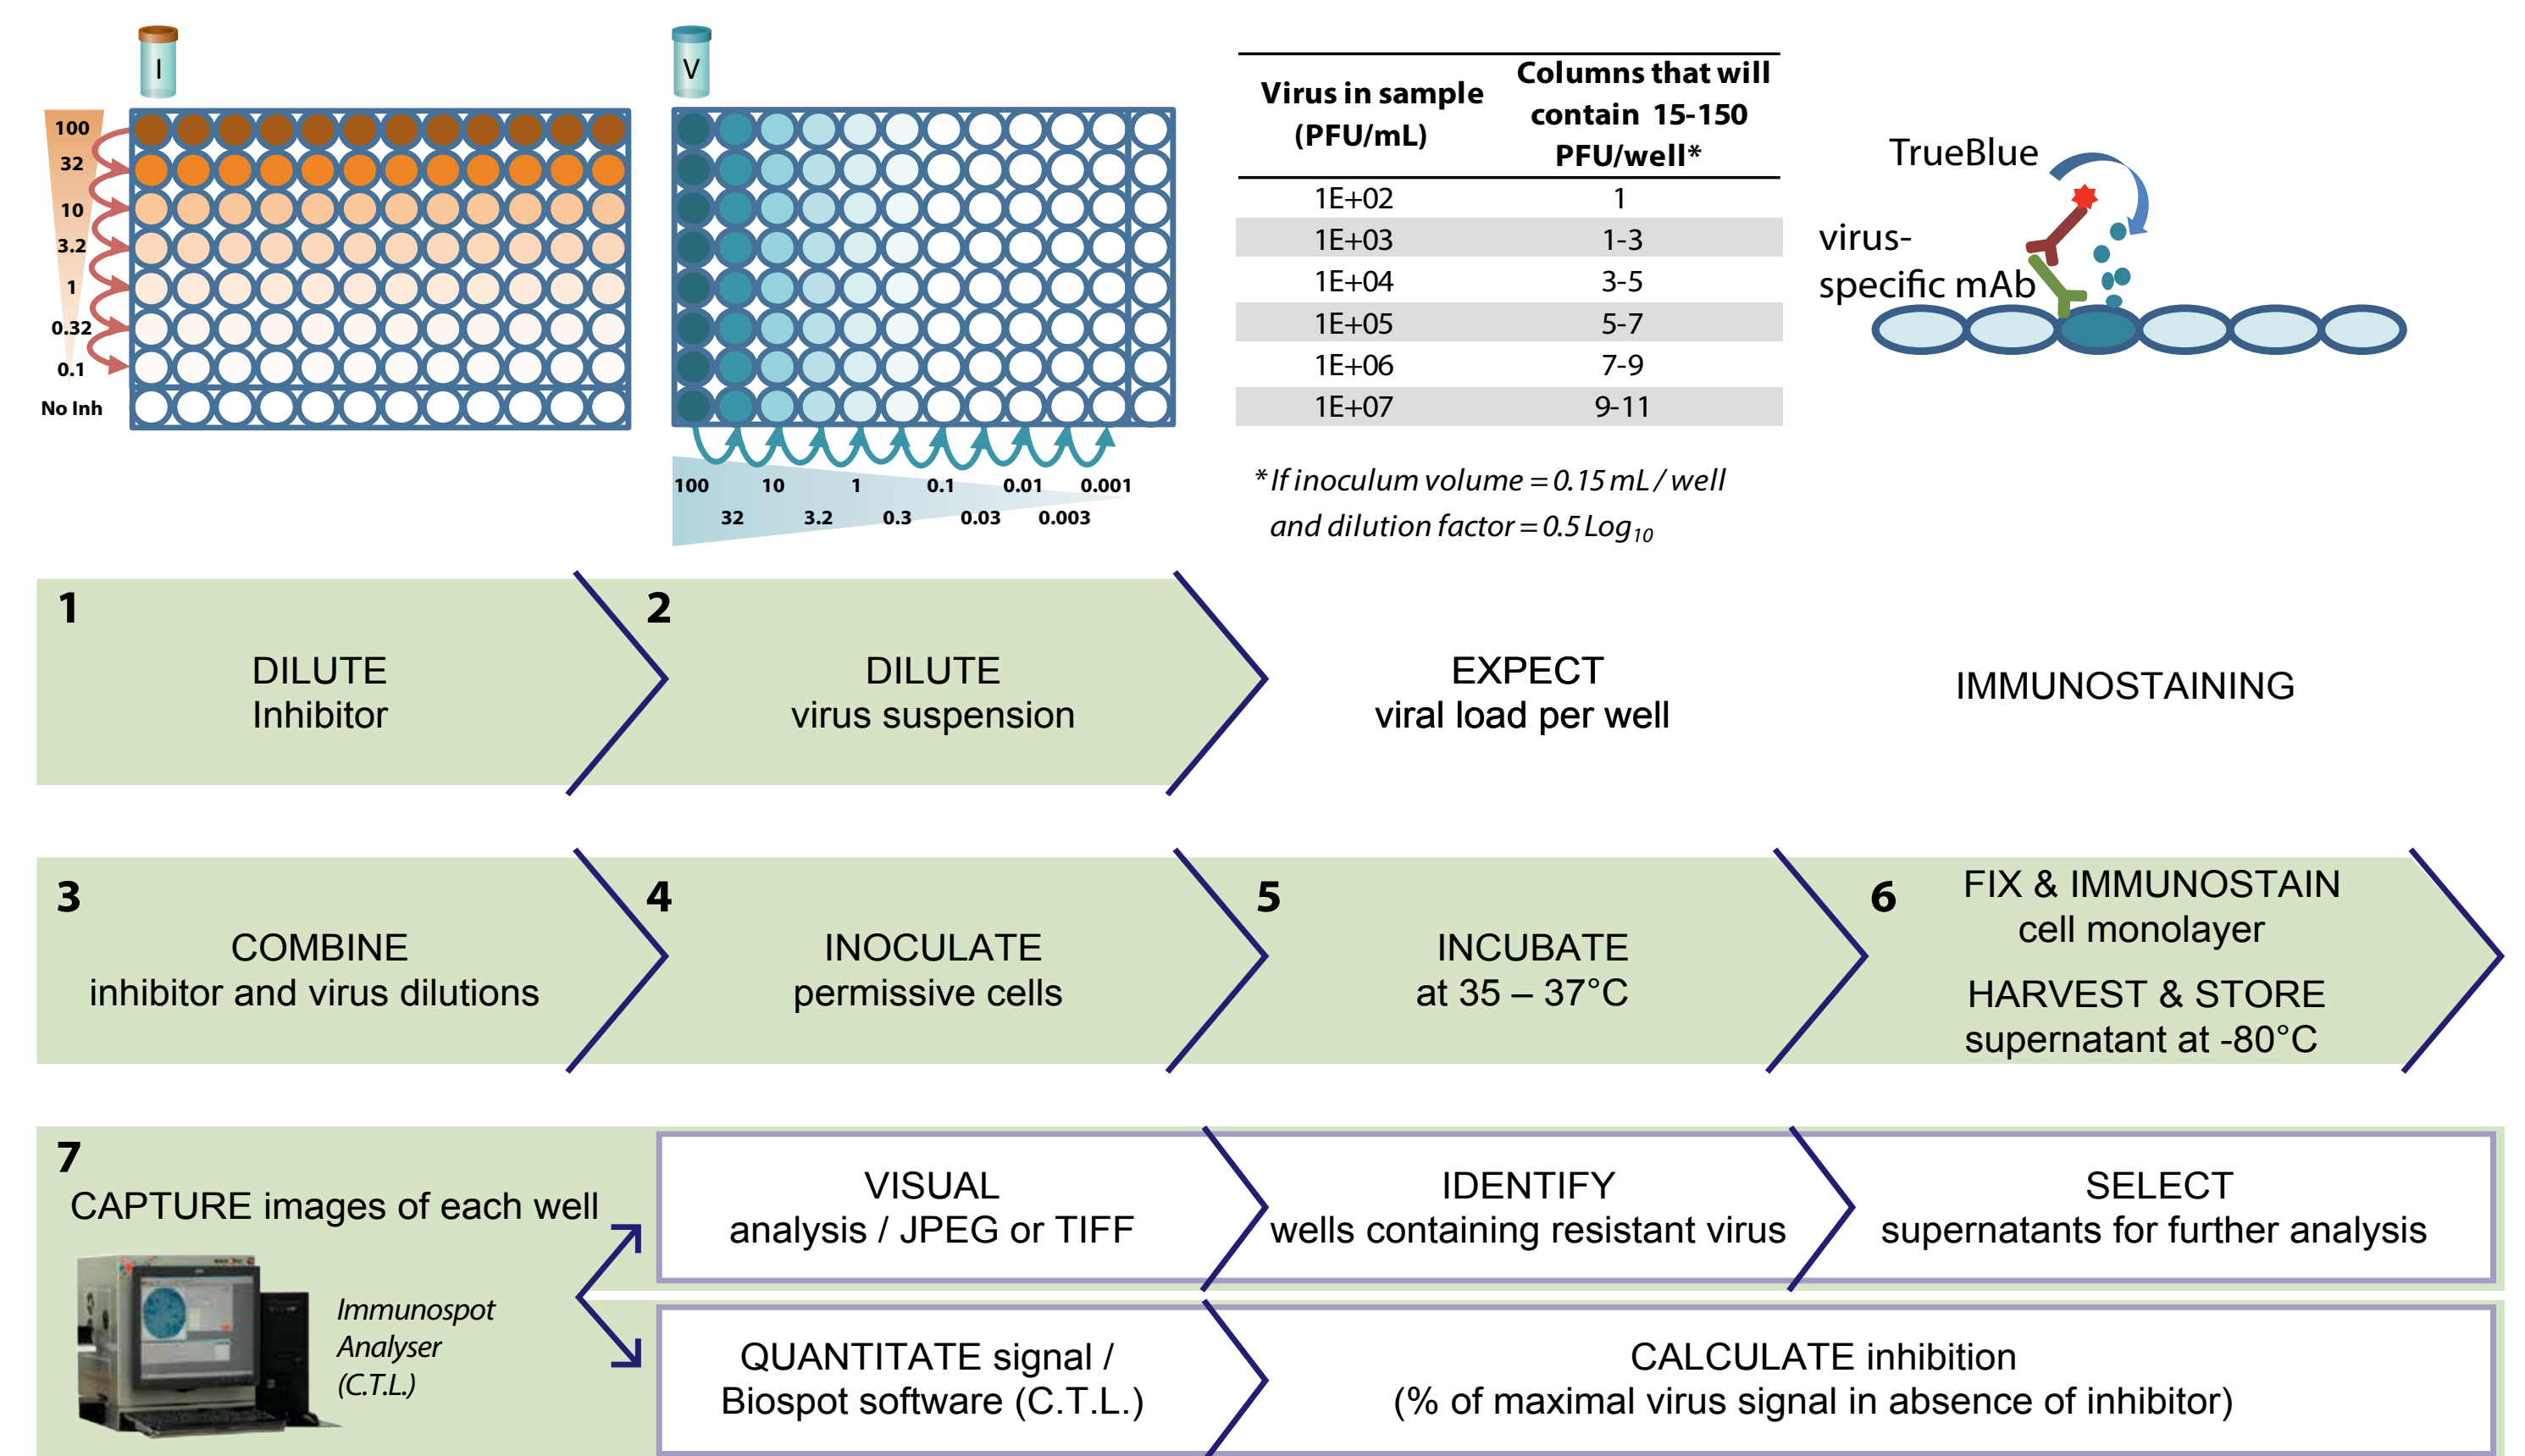 I
100
32
10
3.2
1
0.32
0.1
No Inh
V
100 10 1 0.1 0.01 0.001
32 3.2 0.3 0.03 0.003
Virus in sample (PFU/mL) Columns that will contain 15-150 PFU/well*
1E+02 1
1E+03 1-3
1E+04 3-5
1E+05 5-7
1E+06 7-9
1E+07 9-11
*If inoculum volume = 0.15 mL / well
and dilution factor = 0.5 Log10
TrueBlue
virus-
specific mAb
1
DILUTE
Inhibitor
2
DILUTE
virus suspension
EXPECT
viral load per well
IMMUNOSTAINING
3
COMBINE
inhibitor and virus dilutions
4
INOCULATE
permissive cells
5
INCUBATE
at 35 – 37°C
6
FIX & IMMUNOSTAIN
cell monolayer
HARVEST & STORE
supernatant at -80°C
7
CAPTURE images of each well
Immunospot
Analyser
(C.T.L.)
VISUAL
analysis / JPEG or TIFF
IDENTIFY
wells containing resistant virus
SELECT
supernatants for further analysis
QUANTITATE signal /
Biospot software (C.T.L.)
CALCULATE inhibition
(% of maximal virus signal in absence of inhibitor)